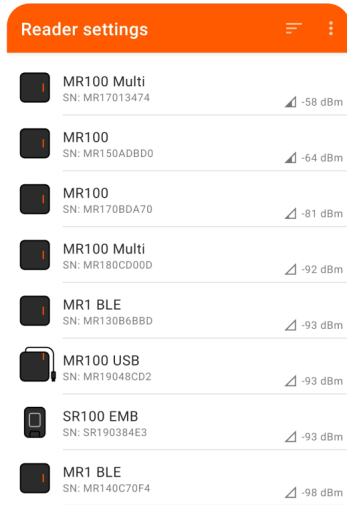 Reader settings
MR100 Multi
SN: MR17013474
-58 dBm
MR100
SN: MR150ADBD0
-64 dBm
MR100
SN: MR170BDA70
-81 dBm
MR100 Multi
SN: MR180CD00D
-92 dBm
MR1 BLE
SN: MR130B6BBD
-93 dBm
MR100 USB
SN: MR19048CD2
-93 dBm
SR100 EMB
SN: SR190384E3
-93 dBm
MR1 BLE
SN: MR140C70F4
-98 dBm